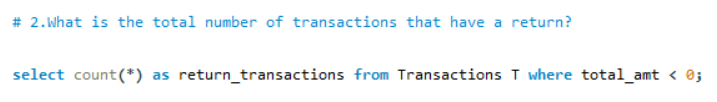 # 2.What is the total number of transactions that have a return?
select count(*) as return_transactions from Transactions T where total_amt < 0;